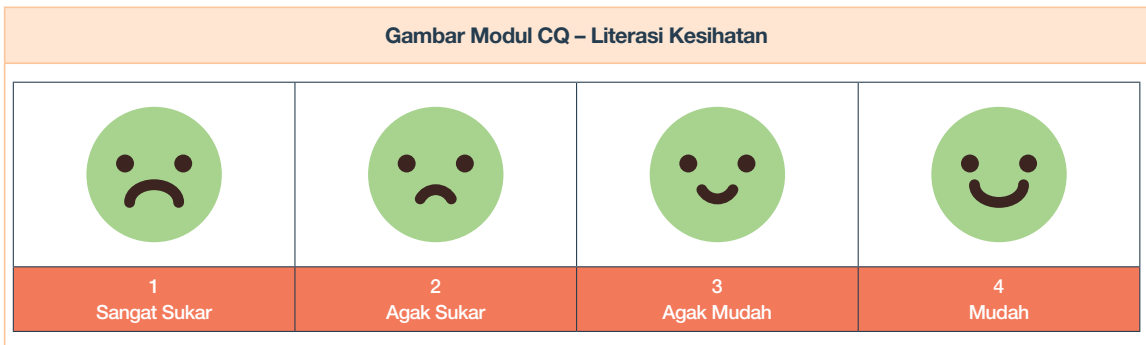 Gambar Modul CQ – Literasi Kesihatan
1
Sangat Sukar
2
Agak Sukar
3
Agak Mudah
4
Mudah